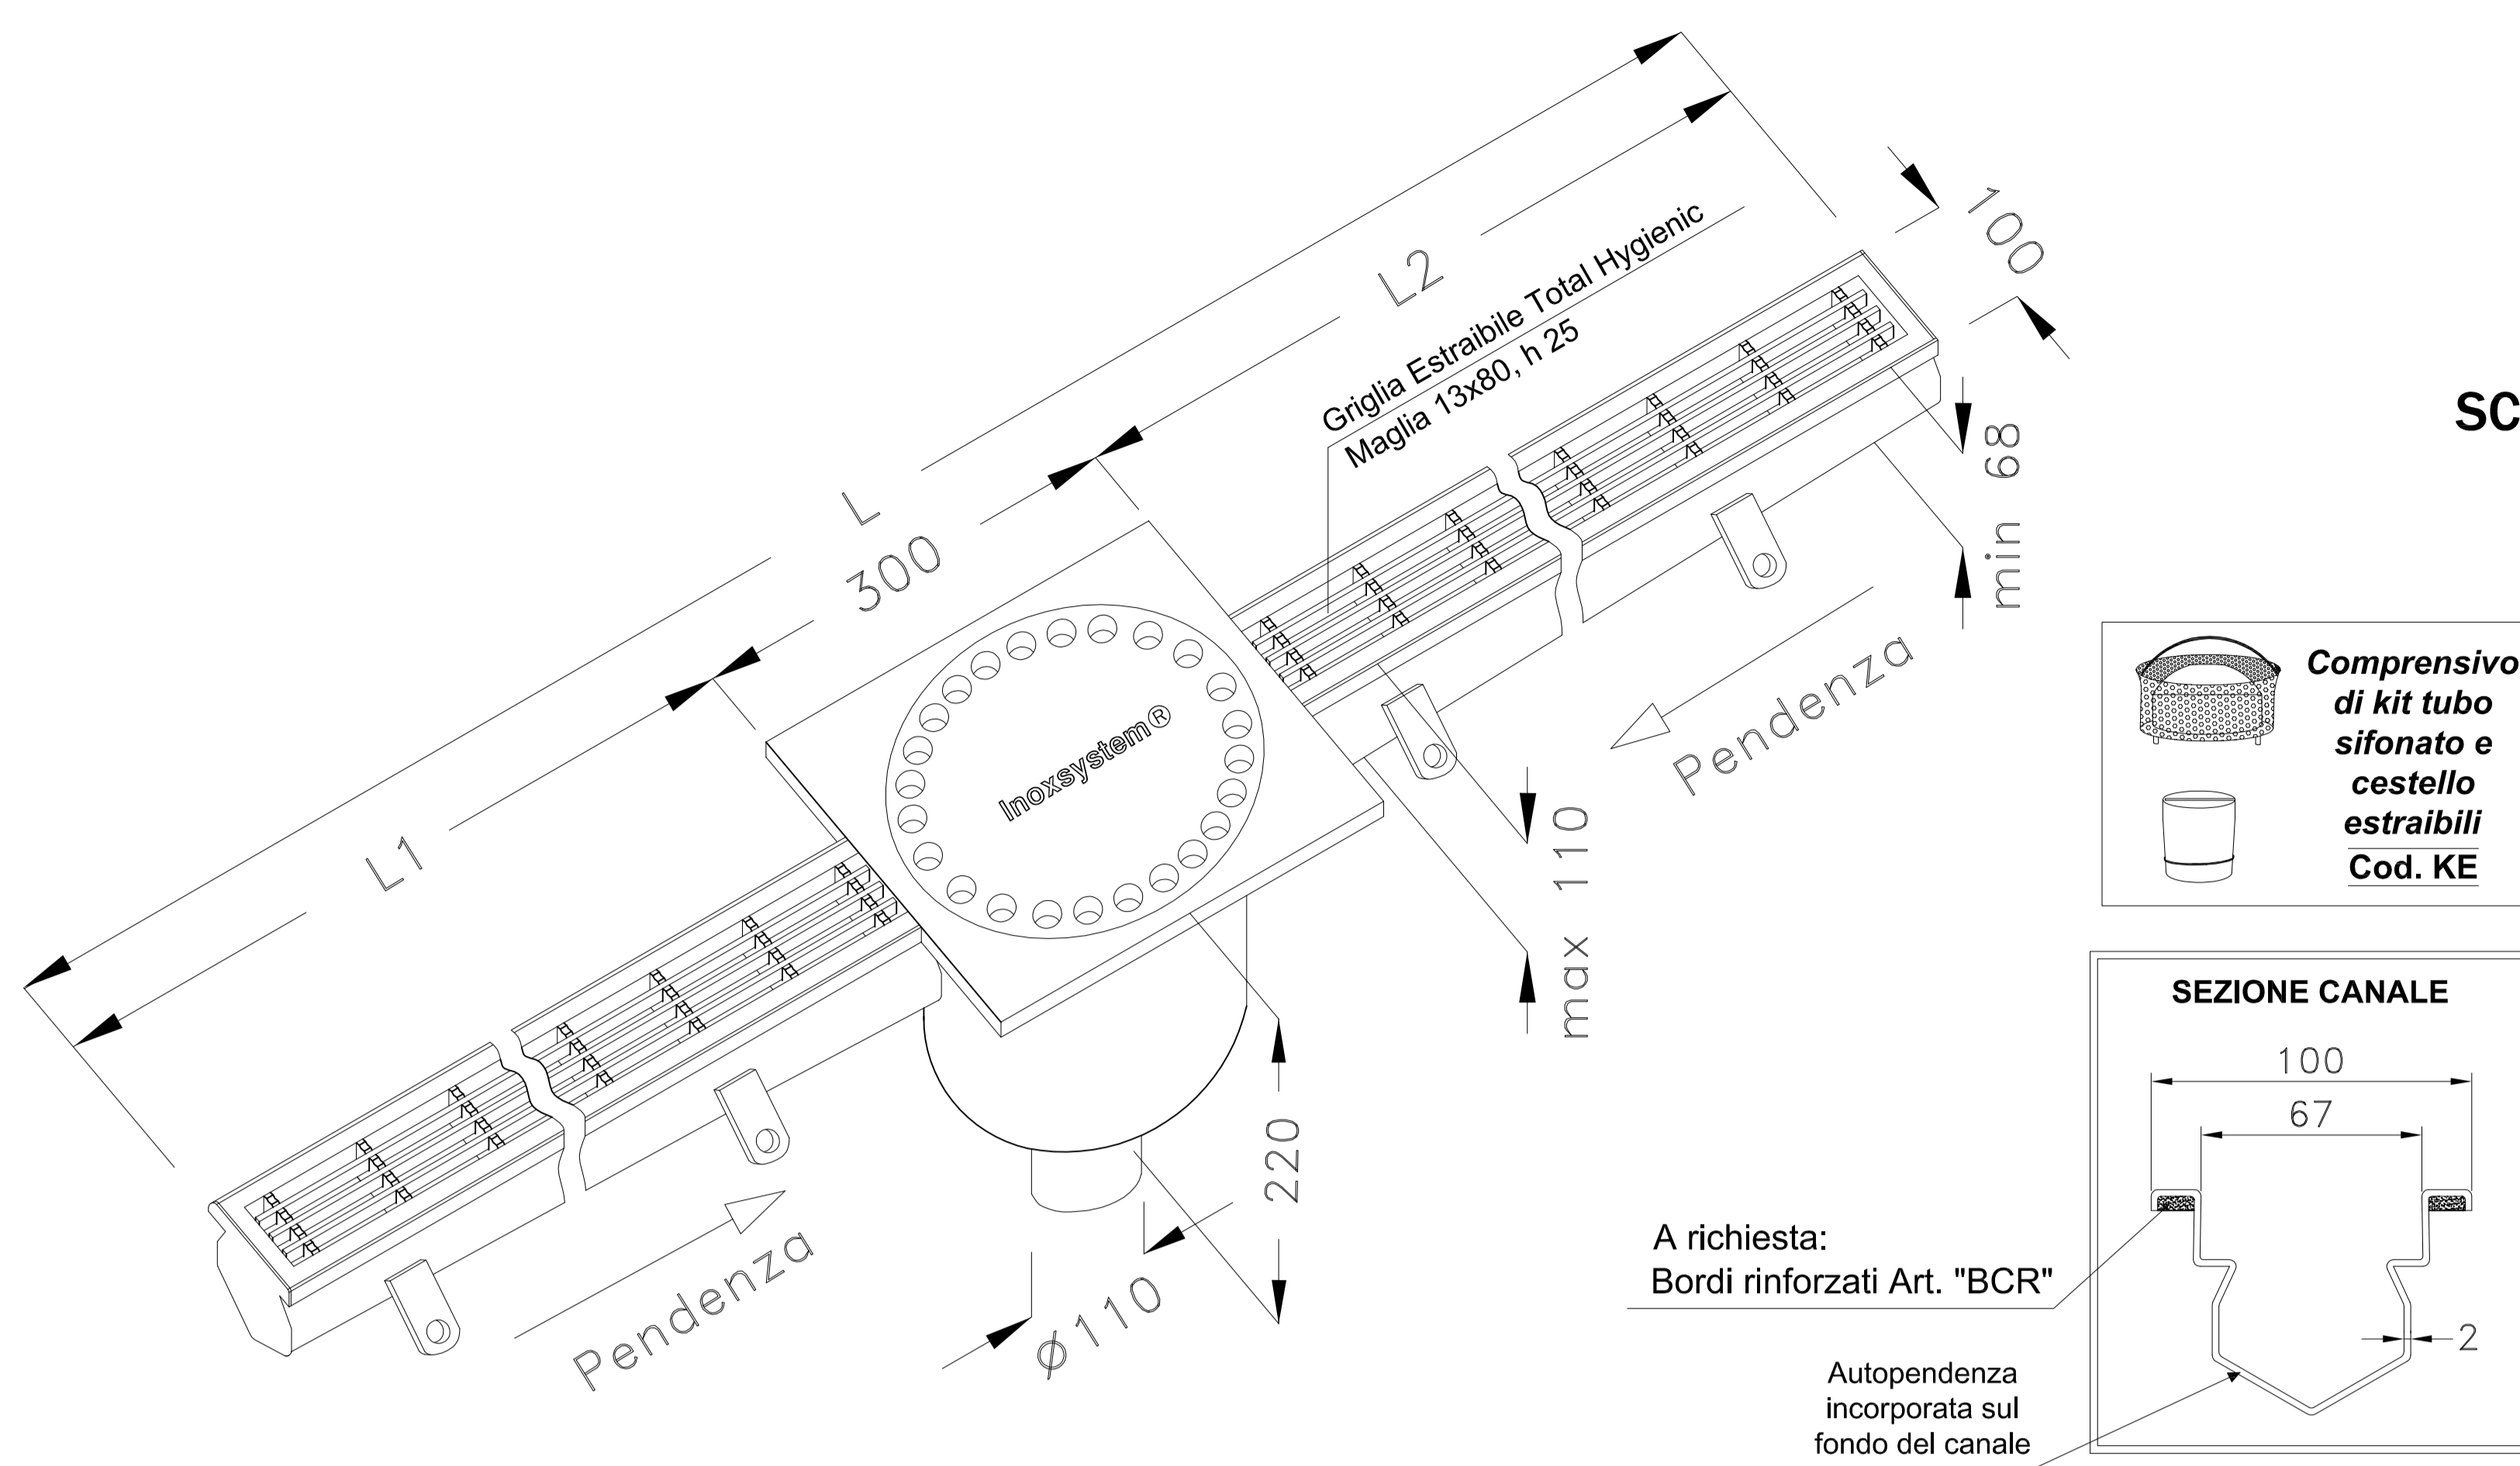 L
L2
100
Griglia Estraibile Total Hygienic
Maglia 13x80, h 25
300
L1
min 68
SC
Inoxsystem®
Pendenza
max 110
220
Pendenza
ø110
Comprensivo
di kit tubo
sifonato e
cestello
estraibili
Cod. KE
SEZIONE CANALE
100
67
2
A richiesta:
Bordi rinforzati Art. "BCR"
Autopendenza
incorporata sul
fondo del canale